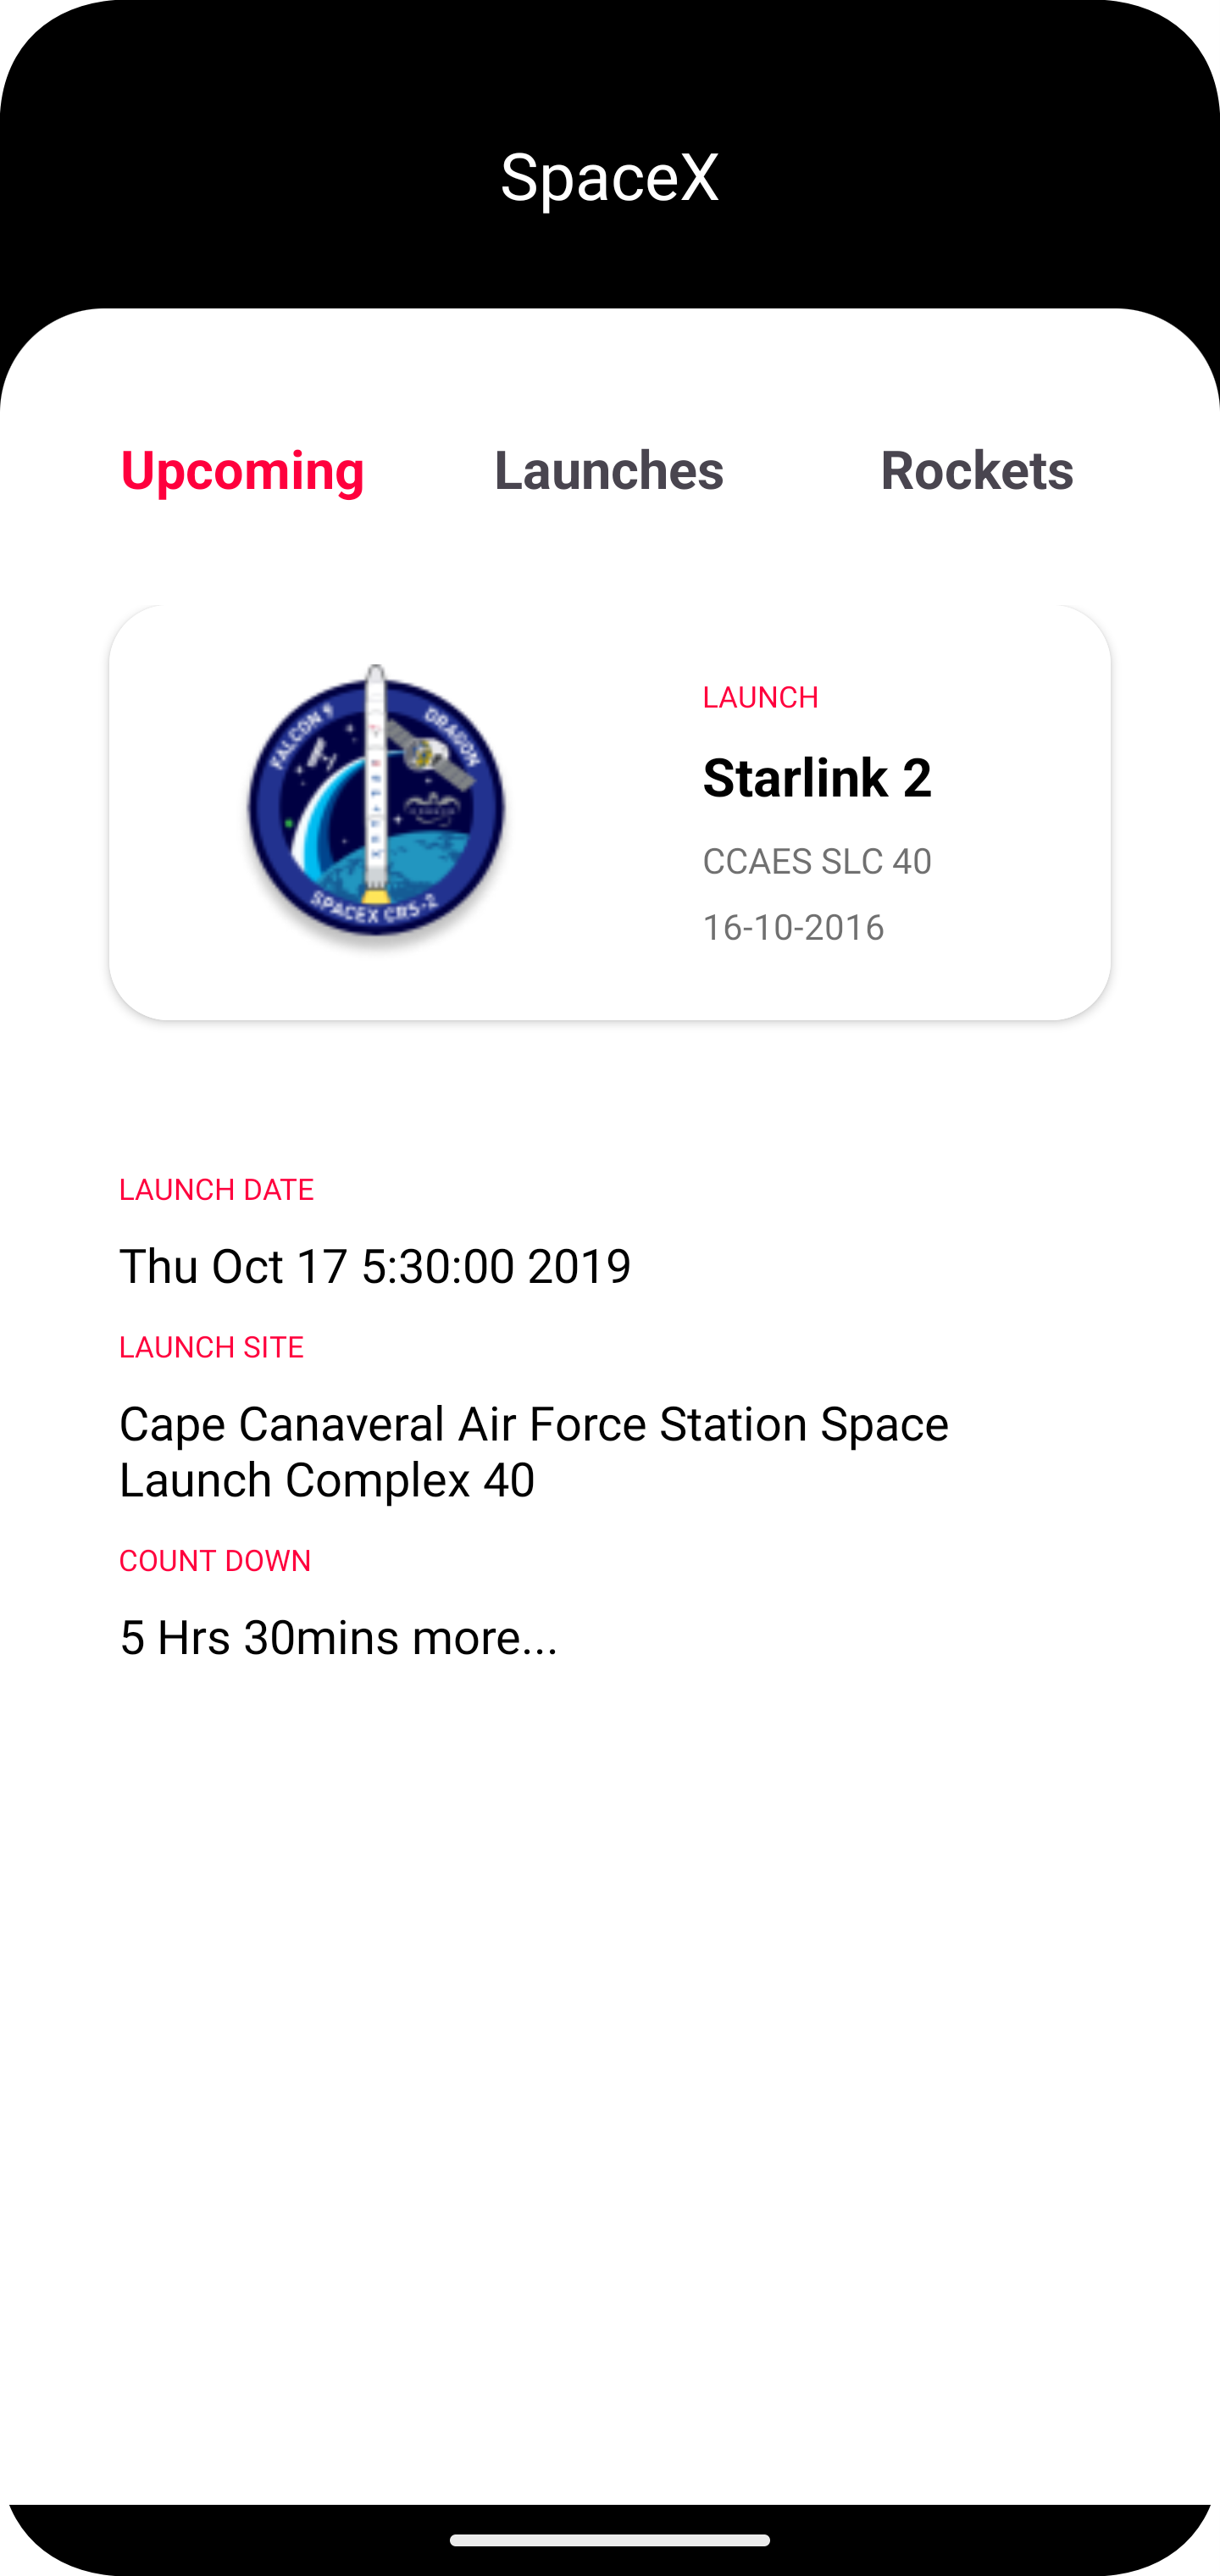 SpaceX
Upcoming Launches Rockets
FALCON 9 DRAGON
SPACEX CRS-2
LAUNCH
Starlink 2
CCAES SLC 40
16-10-2016
LAUNCH DATE
Thu Oct 17 5:30:00 2019
LAUNCH SITE
Cape Canaveral Air Force Station Space
Launch Complex 40
COUNT DOWN
5 Hrs 30mins more...